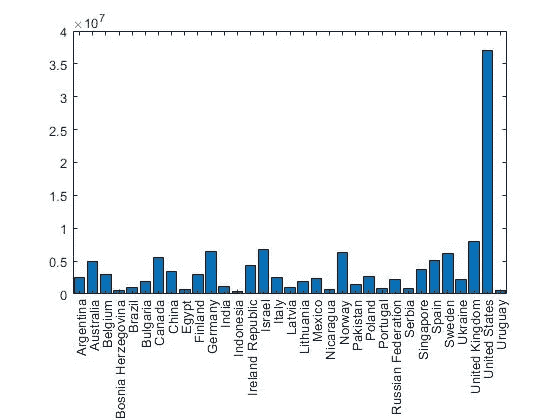 ×10⁷
4
3.5
3
2.5
2
1.5
1
0.5
0
Argentina
Australia
Belgium
Bosnia Herzegovina
Brazil
Bulgaria
Canada
China
Egypt
Finland
Germany
India
Indonesia
Ireland Republic
Israel
Italy
Latvia
Lithuania
Mexico
Nicaragua
Norway
Pakistan
Poland
Portugal
Russian Federation
Serbia
Singapore
Spain
Sweden
Ukraine
United Kingdom
United States
Uruguay